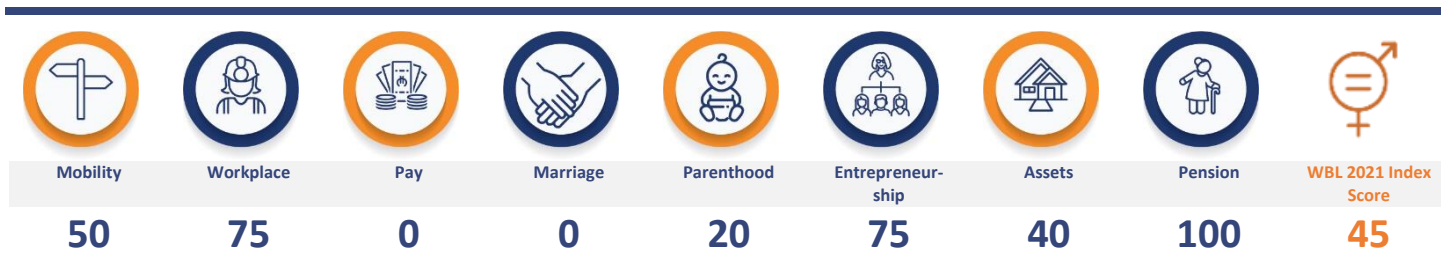 Mobility
Workplace
Pay
Marriage
Parenthood
Entrepreneur-
ship
Assets
Pension
WBL 2021 Index
Score
50
75
0
0
20
75
40
100
45